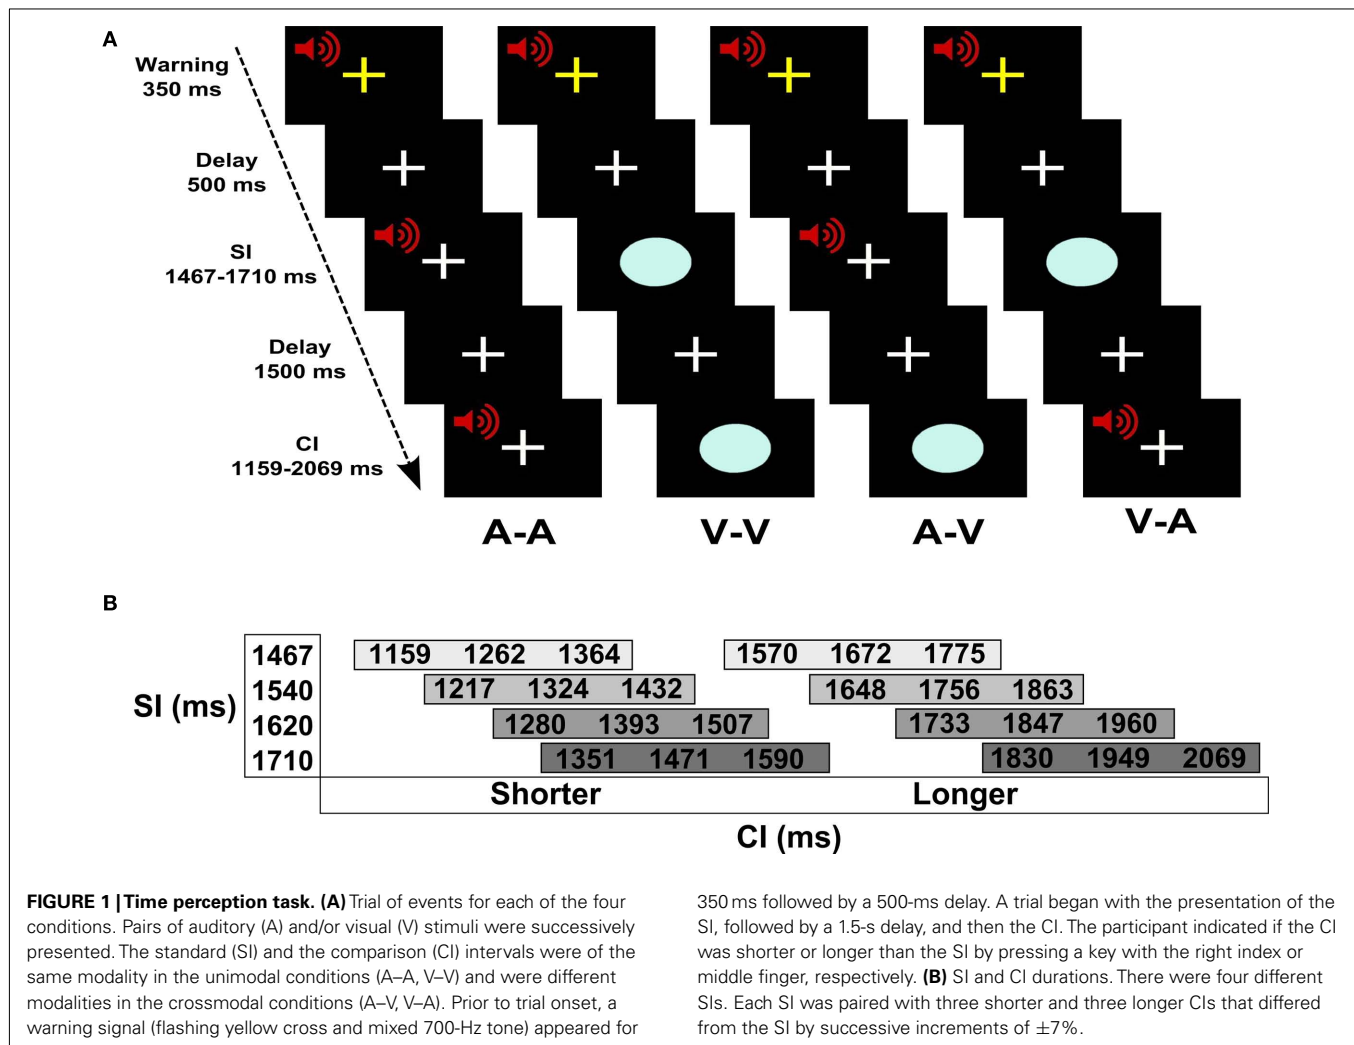 A
Warning
350 ms
Delay
500 ms
SI
1467-1710 ms
Delay
1500 ms
CI
1159-2069 ms
A-A
V-V
A-V
V-A
B
SI (ms)
1467 1159 1262 1364 1570 1672 1775
1540 1217 1324 1432 1648 1756 1863
1620 1280 1393 1507 1733 1847 1960
1710 1351 1471 1590 1830 1949 2069
Shorter Longer
CI (ms)
FIGURE 1 | Time perception task. (A) Trial of events for each of the four
conditions. Pairs of auditory (A) and/or visual (V) stimuli were successively
presented. The standard (SI) and the comparison (CI) intervals were of the
same modality in the unimodal conditions (A–A, V–V) and were different
modalities in the crossmodal conditions (A–V, V–A). Prior to trial onset, a
warning signal (flashing yellow cross and mixed 700-Hz tone) appeared for
350 ms followed by a 500-ms delay. A trial began with the presentation of the
SI, followed by a 1.5-s delay, and then the CI. The participant indicated if the CI
was shorter or longer than the SI by pressing a key with the right index or
middle finger, respectively. (B) SI and CI durations. There were four different
SIs. Each SI was paired with three shorter and three longer CIs that differed
from the SI by successive increments of ±7%.